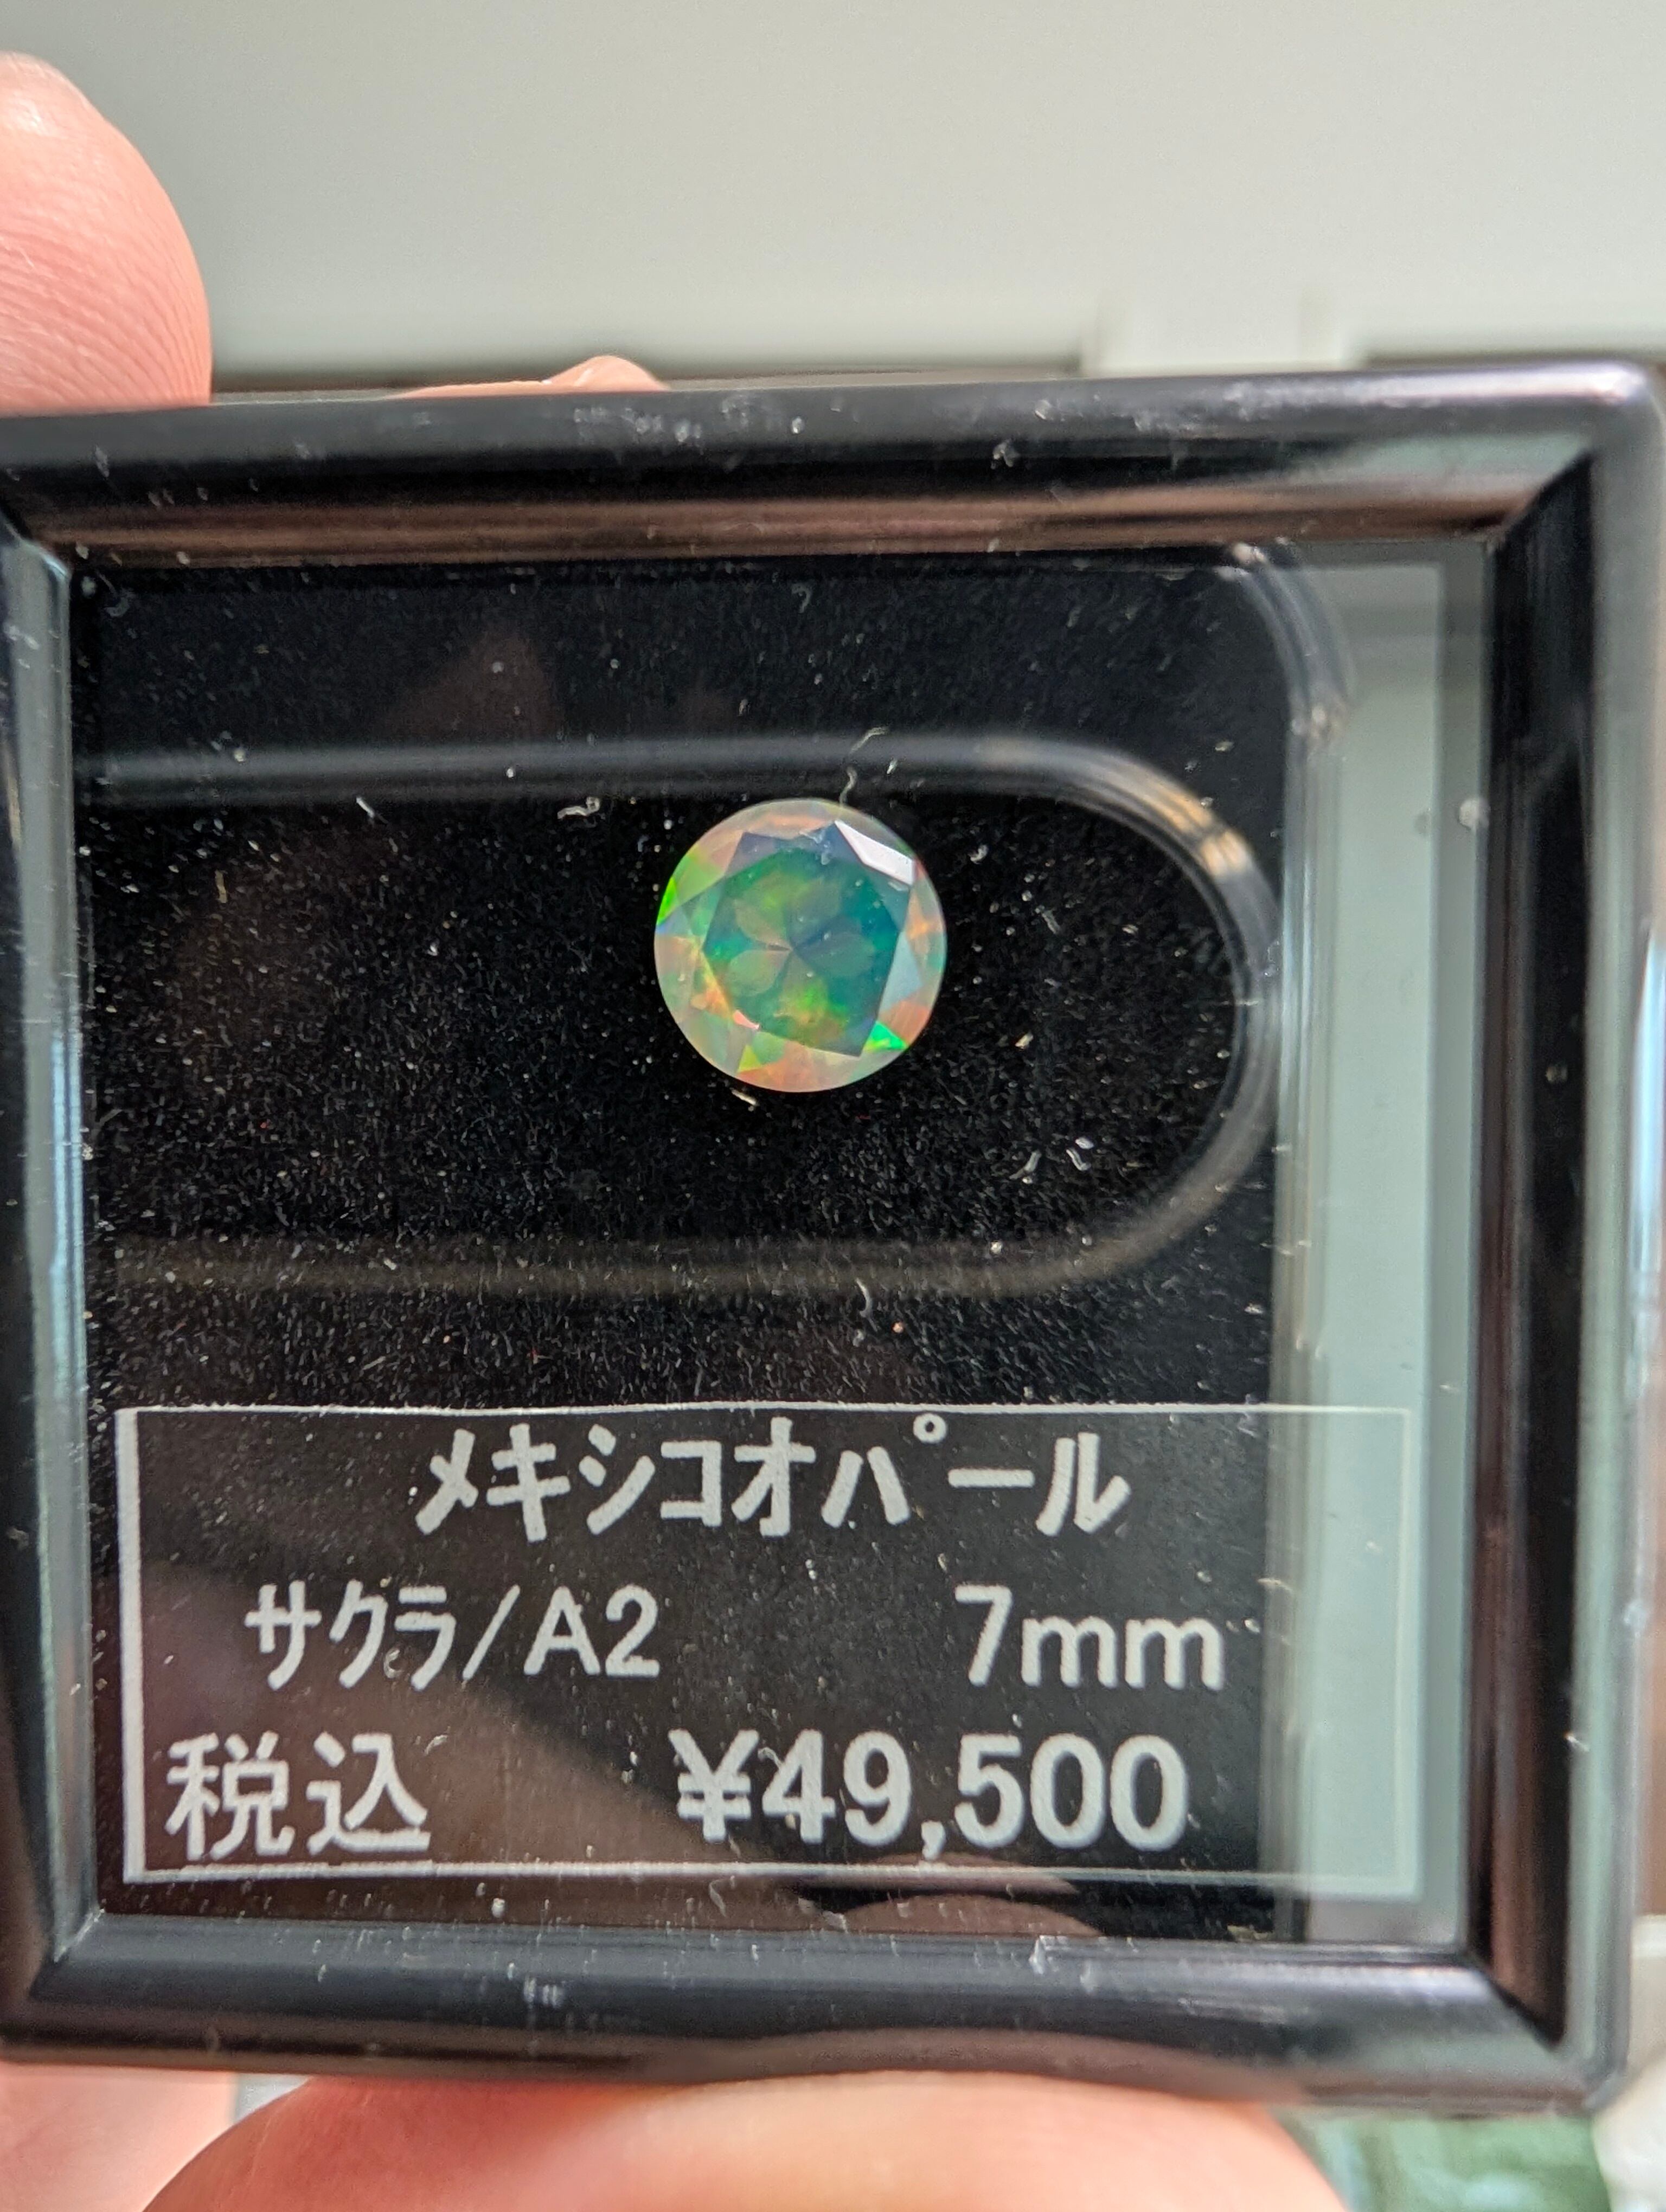 メキシコオパール
サクラ/A2 7mm
税込 ¥49,500